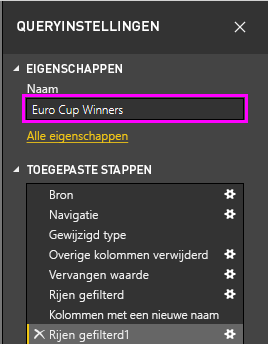 QUERYINSTELLINGEN
EIGENSCHAPPEN
Naam
Euro Cup Winners
Alle eigenschappen
TOEGEPASTE STAPPEN
Bron
Navigatie
Gewijzigd type
Overige kolommen verwijderd
Vervangen waarde
Rijen gefilterd
Kolommen met een nieuwe naam
Rijen gefilterd1